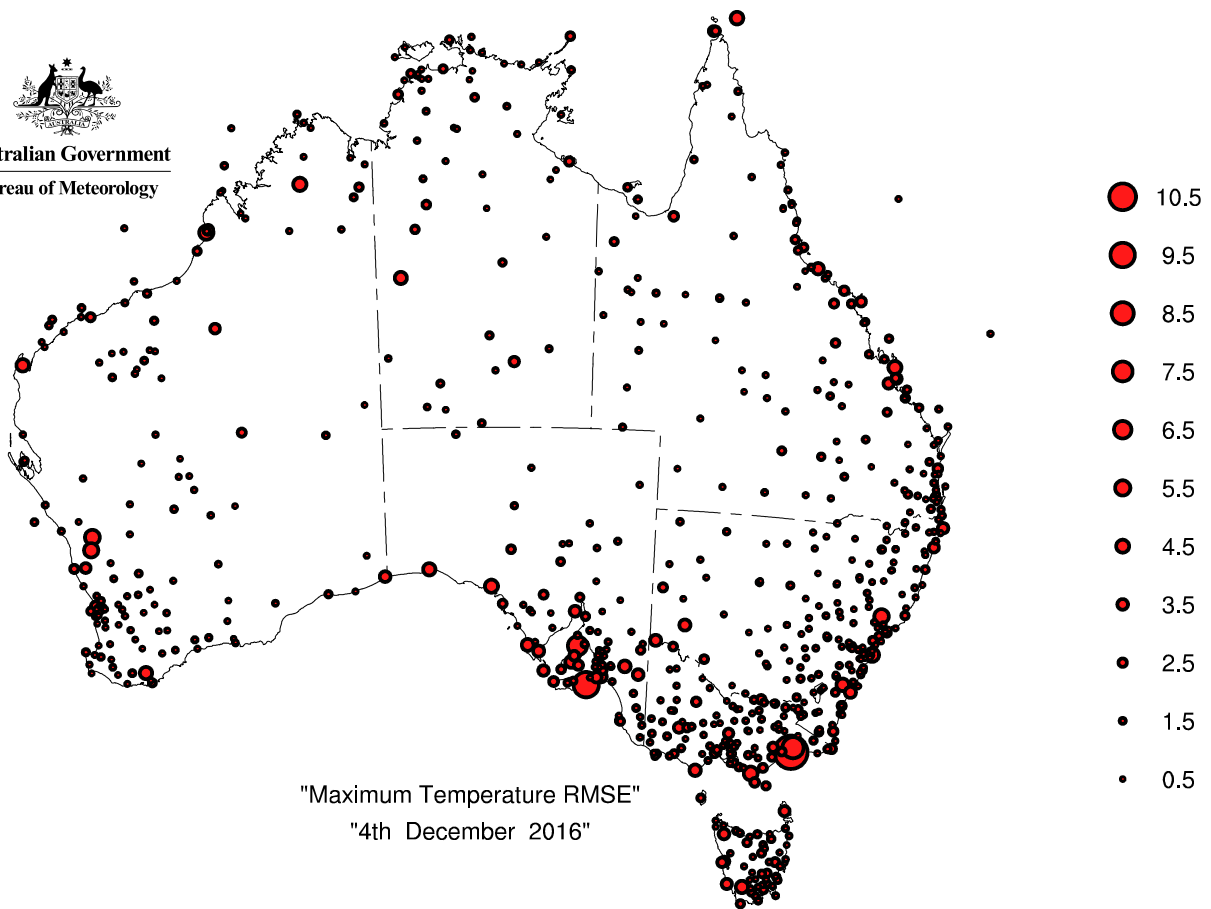 AUSTRALIA
tralian Government
reau of Meteorology
10.5
9.5
8.5
7.5
6.5
5.5
4.5
3.5
2.5
1.5
0.5
"Maximum Temperature RMSE"
"4th December 2016"